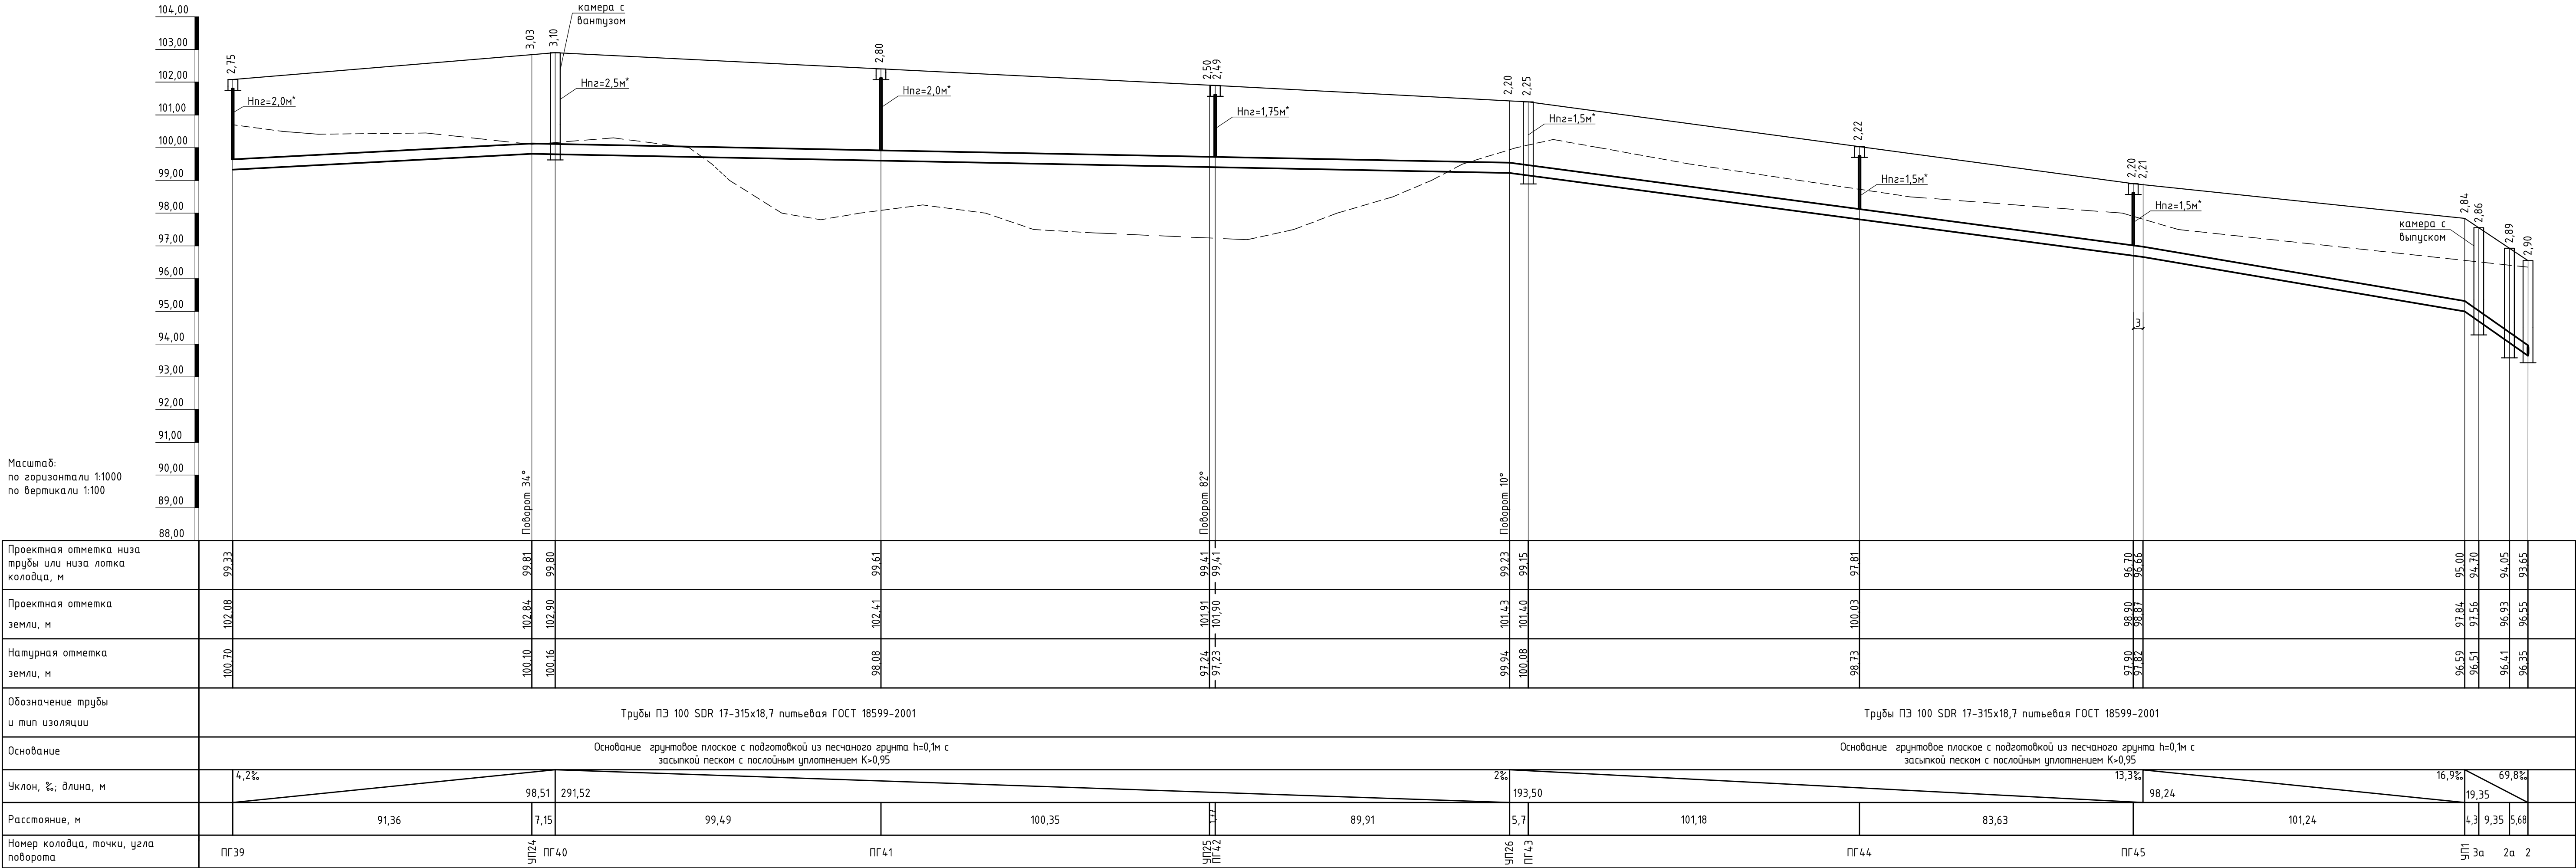 104,00
103,00
102,00
101,00
100,00
99,00
98,00
97,00
96,00
95,00
94,00
93,00
92,00
91,00
90,00
89,00
88,00
Масштаб:
по горизонтали 1:1000
по вертикали 1:100
2,75
3,03
3,10
2,80
2,50
2,49
2,20
2,25
2,22
2,20
2,21
2,84
2,86
2,89
2,90
камера с
вантузом
Нпг=2,0м*
Нпг=2,5м*
Нпг=2,0м*
Нпг=1,75м*
Нпг=1,5м*
Нпг=1,5м*
Нпг=1,5м*
камера с
выпуском
3
Поворот 34°
Поворот 82°
Поворот 10°
Проектная отметка низа
трубы или низа лотка
колодца, м
99,33 99,81 99,80 99,61 99,41 99,41 99,23 99,15 97,81 96,70 96,66 95,00 94,70 94,05 93,65
Проектная отметка
земли, м
102,08 102,84 102,90 102,41 101,91 101,90 101,43 101,40 100,03 98,90 98,87 97,84 97,56 96,93 96,55
Натурная отметка
земли, м
100,70 100,10 100,16 98,08 97,24 97,23 99,94 100,08 98,73 97,90 97,82 96,59 96,51 96,41 96,35
Обозначение трубы
и тип изоляции
Трубы ПЭ 100 SDR 17-315х18,7 питьевая ГОСТ 18599-2001
Трубы ПЭ 100 SDR 17-315х18,7 питьевая ГОСТ 18599-2001
Основание
Основание грунтовое плоское с подготовкой из песчаного грунта h=0,1м с
засыпкой песком с послойным уплотнением К>0,95
Основание грунтовое плоское с подготовкой из песчаного грунта h=0,1м с
засыпкой песком с послойным уплотнением К>0,95
Уклон, ‰; длина, м
4,2‰ 98,51 291,52 2‰ 193,50 13,3‰ 98,24 16,9‰ 19,35 69,8‰
Расстояние, м
91,36 7,15 99,49 100,35 89,91 5,7 101,18 83,63 101,24 4,3 9,35 5,68
Номер колодца, точки, угла
поворота
ПГ39 УП24 ПГ40 ПГ41 УП25 ПГ42 УП26 ПГ43 ПГ44 ПГ45 УП1 3а 2а 2